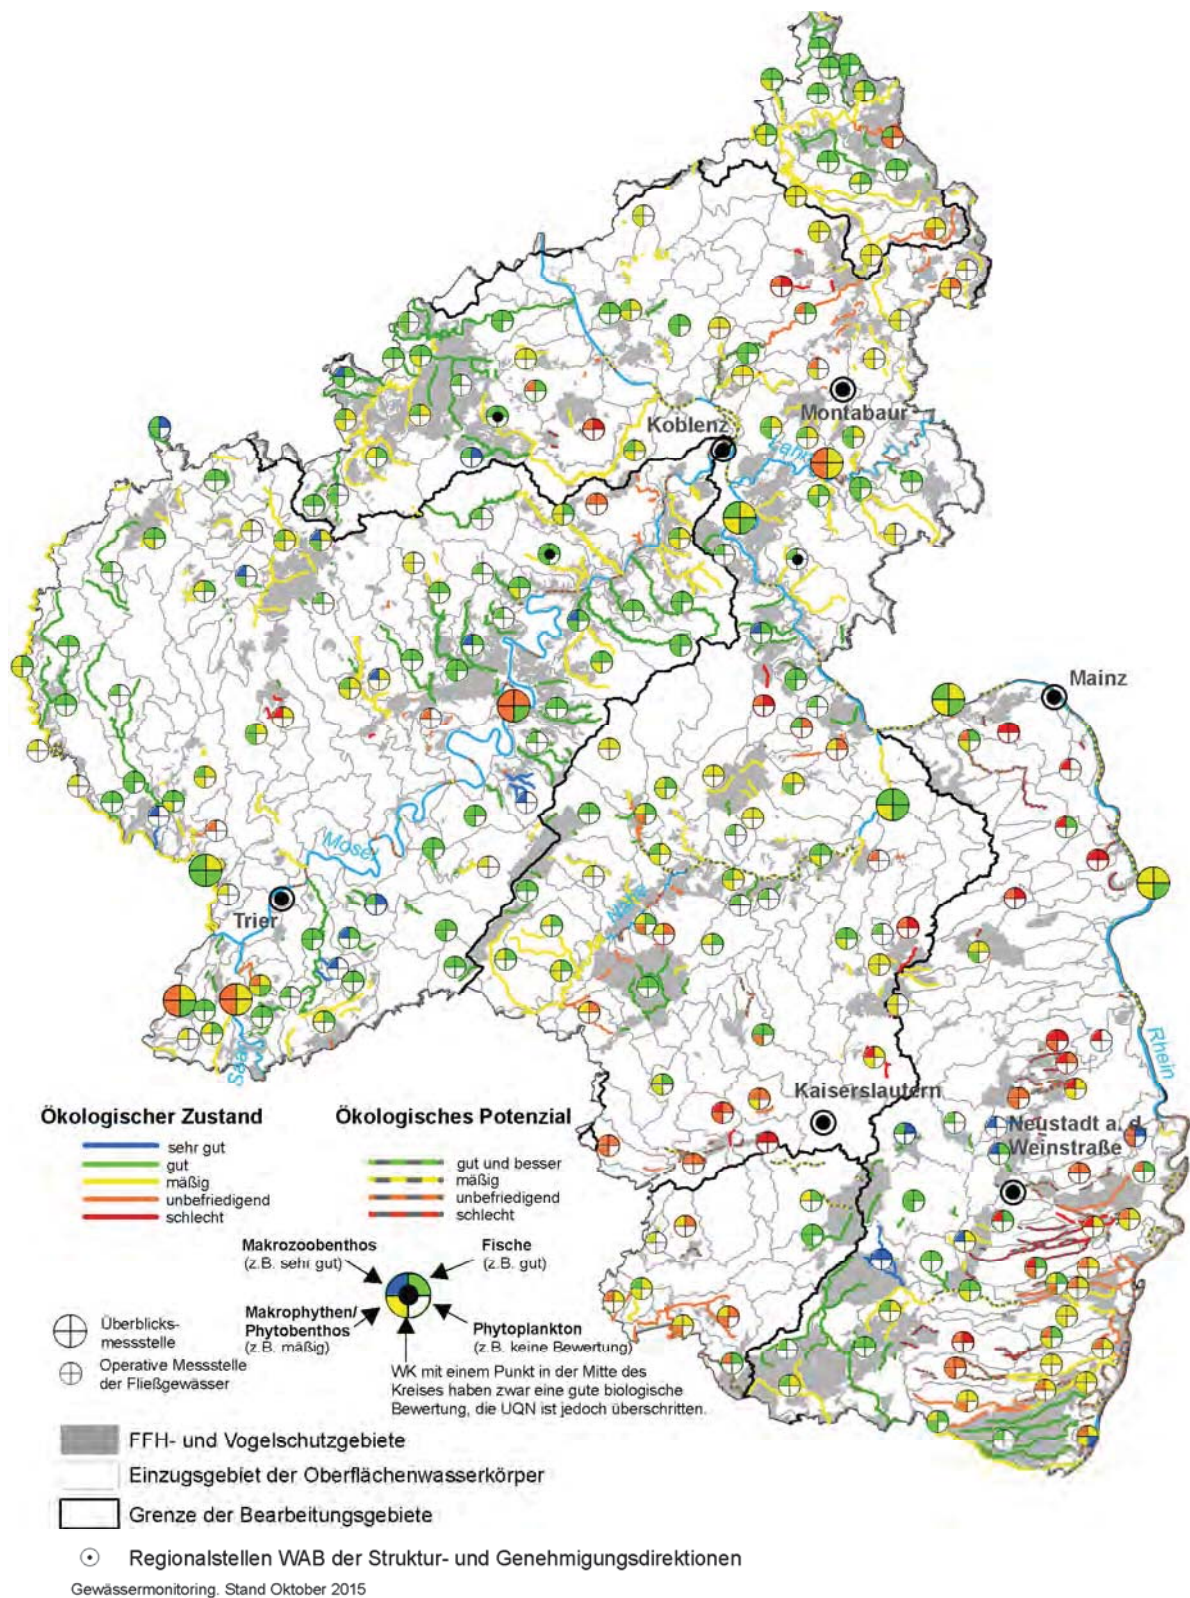 Koblenz
Montabaur
Lahn
Mainz
Mosel
Trier
Nahe
Saar
Rhein
Kaiserslautern
Neustadt a. d.
Weinstraße
Ökologischer Zustand
sehr gut
gut
mäßig
unbefriedigend
schlecht
Ökologisches Potenzial
gut und besser
mäßig
unbefriedigend
schlecht
Makrozoobenthos
(z.B. sehr gut)
Fische
(z.B. gut)
Makrophythen/
Phytobenthos
(z.B. mäßig)
Phytoplankton
(z.B. keine Bewertung)
Überblicks-
messstelle
Operative Messstelle
der Fließgewässer
WK mit einem Punkt in der Mitte des
Kreises haben zwar eine gute biologische
Bewertung, die UQN ist jedoch überschritten.
FFH- und Vogelschutzgebiete
Einzugsgebiet der Oberflächenwasserkörper
Grenze der Bearbeitungsgebiete
Regionalstellen WAB der Struktur- und Genehmigungsdirektionen
Gewässermonitoring. Stand Oktober 2015